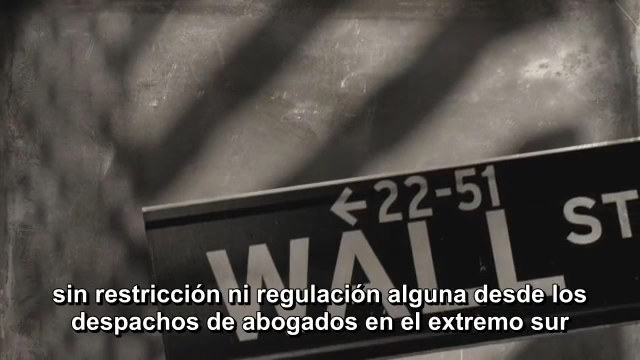 ←22-51
WALL ST
sin restricción ni regulación alguna desde los
despachos de abogados en el extremo sur